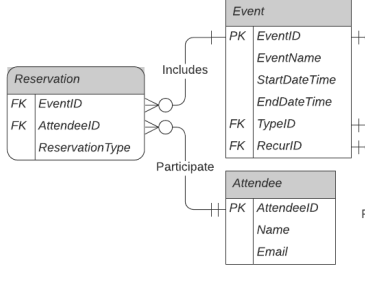 Event
PK EventID
EventName
StartDateTime
EndDateTime
FK TypeID
FK RecurID
Includes
Reservation
FK EventID
FK AttendeeID
ReservationType
Participate
Attendee
PK AttendeeID
Name
Email